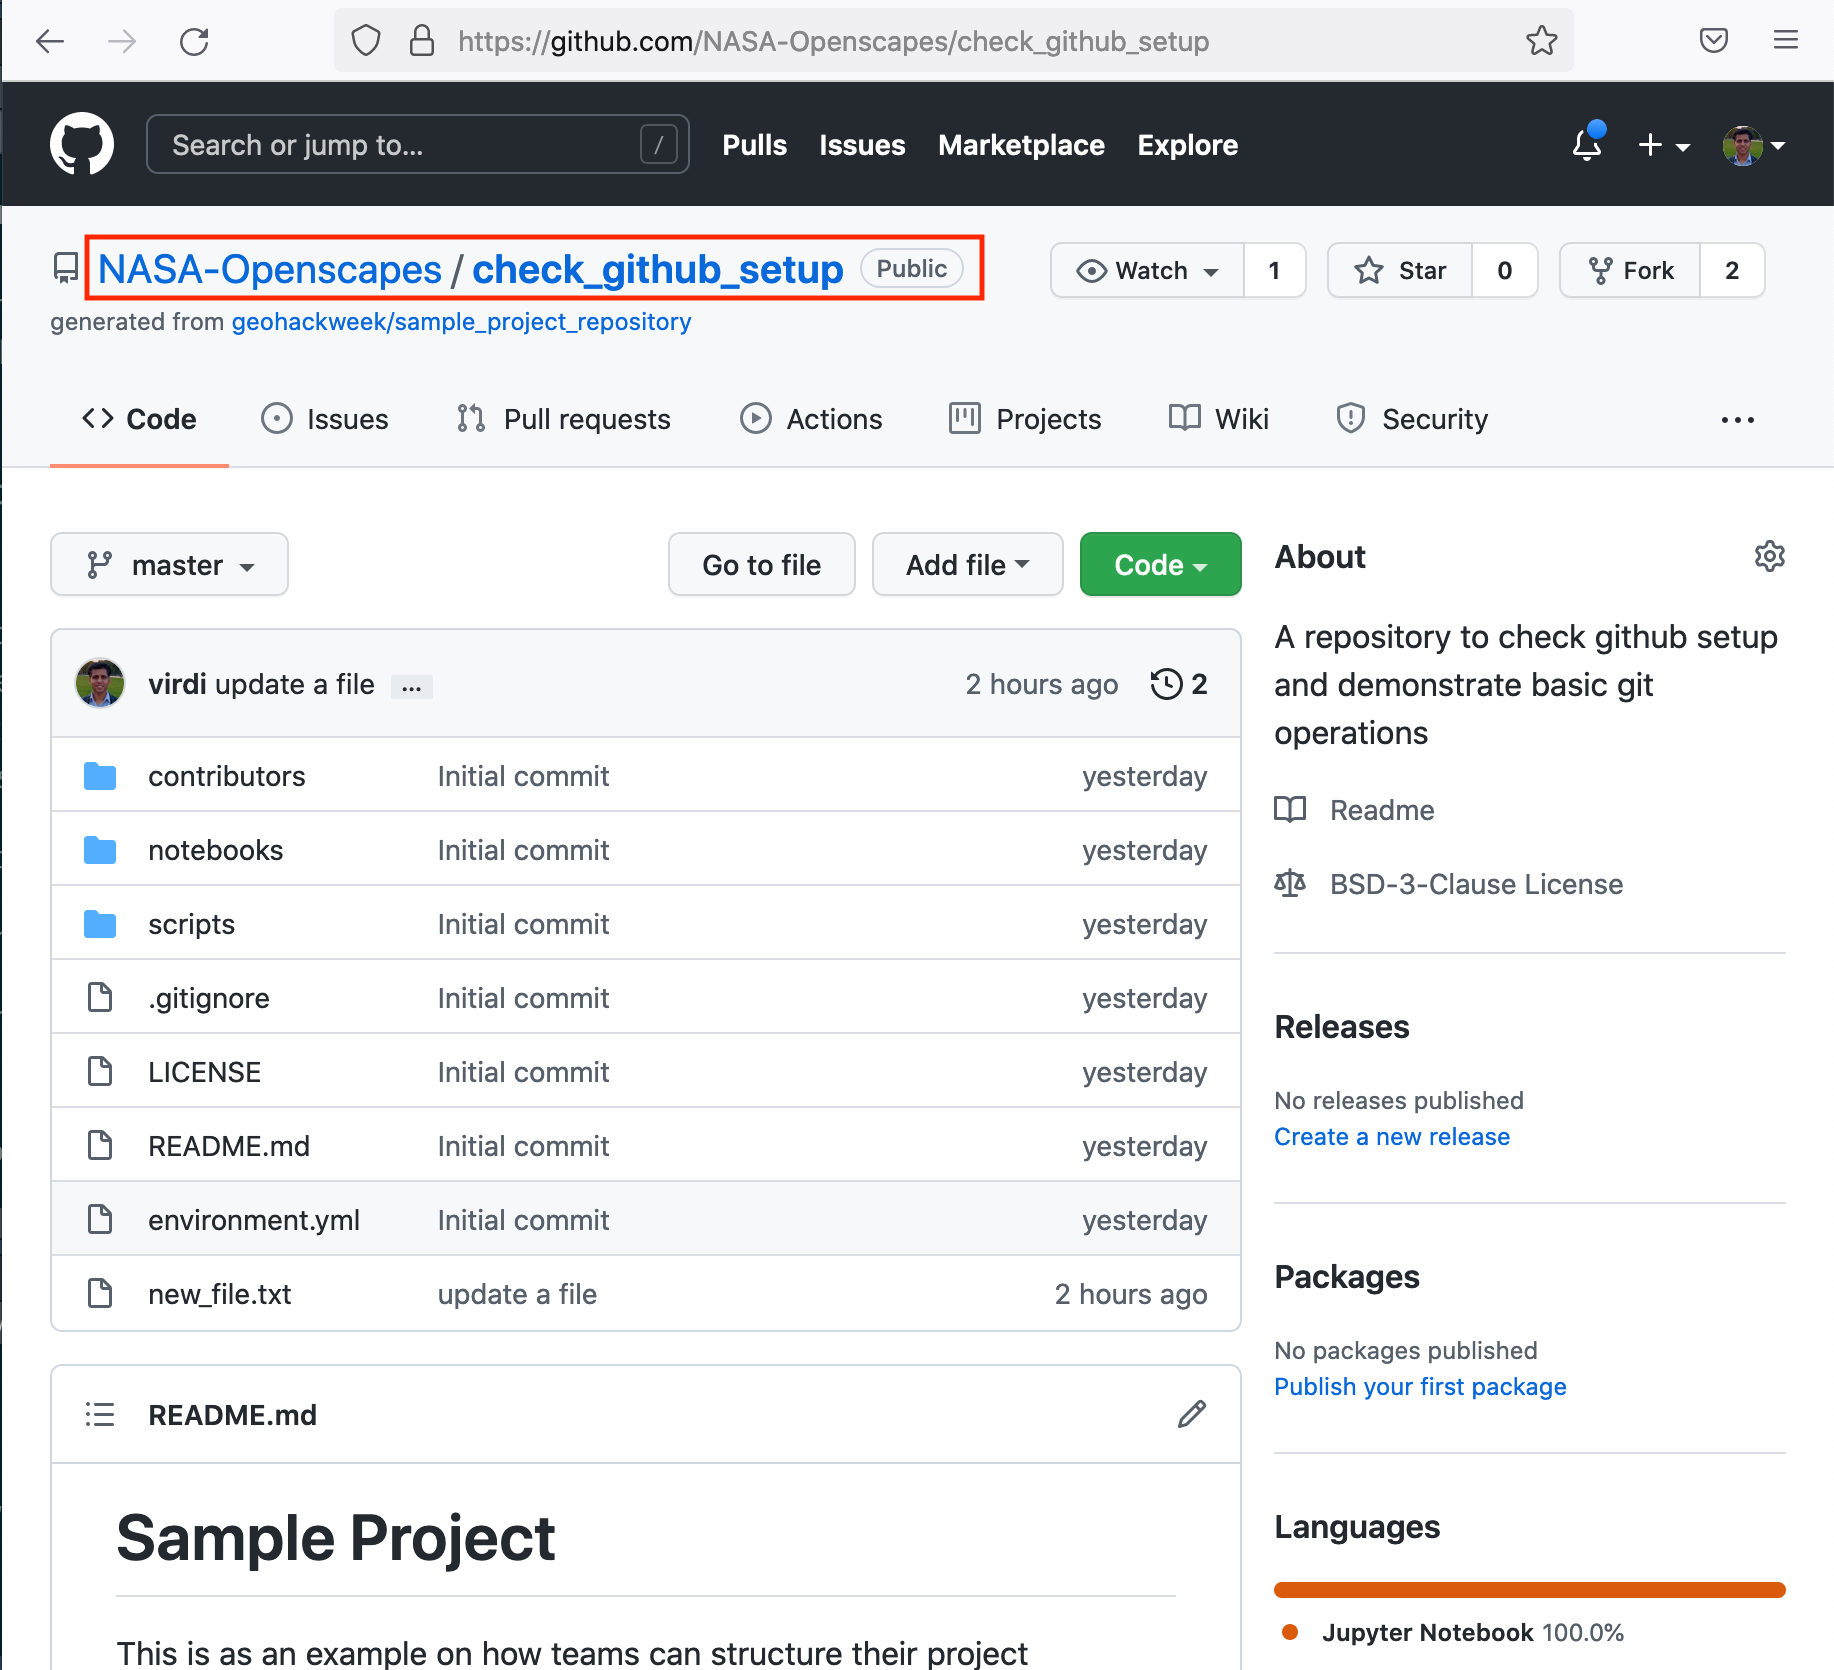 https://github.com/NASA-Openscapes/check_github_setup
Search or jump to... / Pulls Issues Marketplace Explore
NASA-Openscapes / check_github_setup Public Watch 1 Star 0 Fork 2
generated from geohackweek/sample_project_repository
Code Issues Pull requests Actions Projects Wiki Security ...
master Go to file Add file Code
virdi update a file ... 2 hours ago 2
contributors Initial commit yesterday
notebooks Initial commit yesterday
scripts Initial commit yesterday
.gitignore Initial commit yesterday
LICENSE Initial commit yesterday
README.md Initial commit yesterday
environment.yml Initial commit yesterday
new_file.txt update a file 2 hours ago
README.md
Sample Project
This is as an example on how teams can structure their project
About
A repository to check github setup
and demonstrate basic git
operations
Readme
BSD-3-Clause License
Releases
No releases published
Create a new release
Packages
No packages published
Publish your first package
Languages
Jupyter Notebook 100.0%